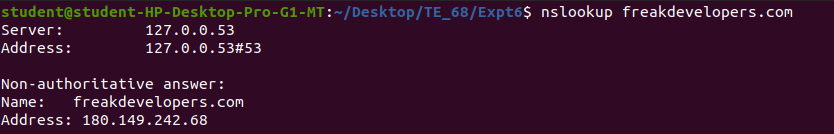 student@student-HP-Desktop-Pro-G1-MT:~/Desktop/TE_68/Expt6$ nslookup freakdevelopers.com
Server:		127.0.0.53
Address:	127.0.0.53#53

Non-authoritative answer:
Name:	freakdevelopers.com
Address: 180.149.242.68